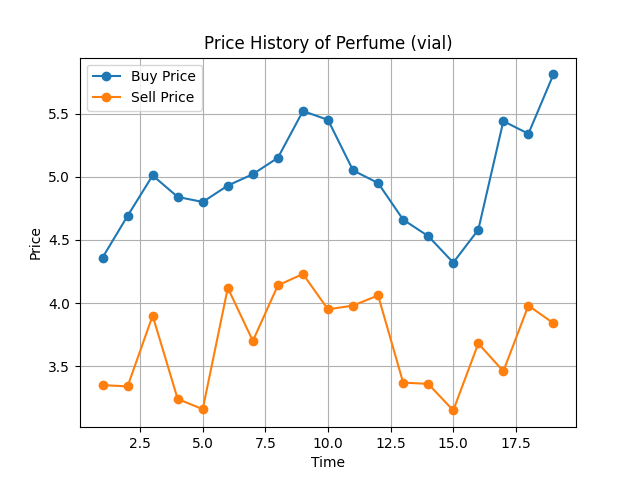 Price History of Perfume (vial)
Buy Price
Sell Price
5.5
5.0
4.5
4.0
3.5
Price
2.5 5.0 7.5 10.0 12.5 15.0 17.5
Time